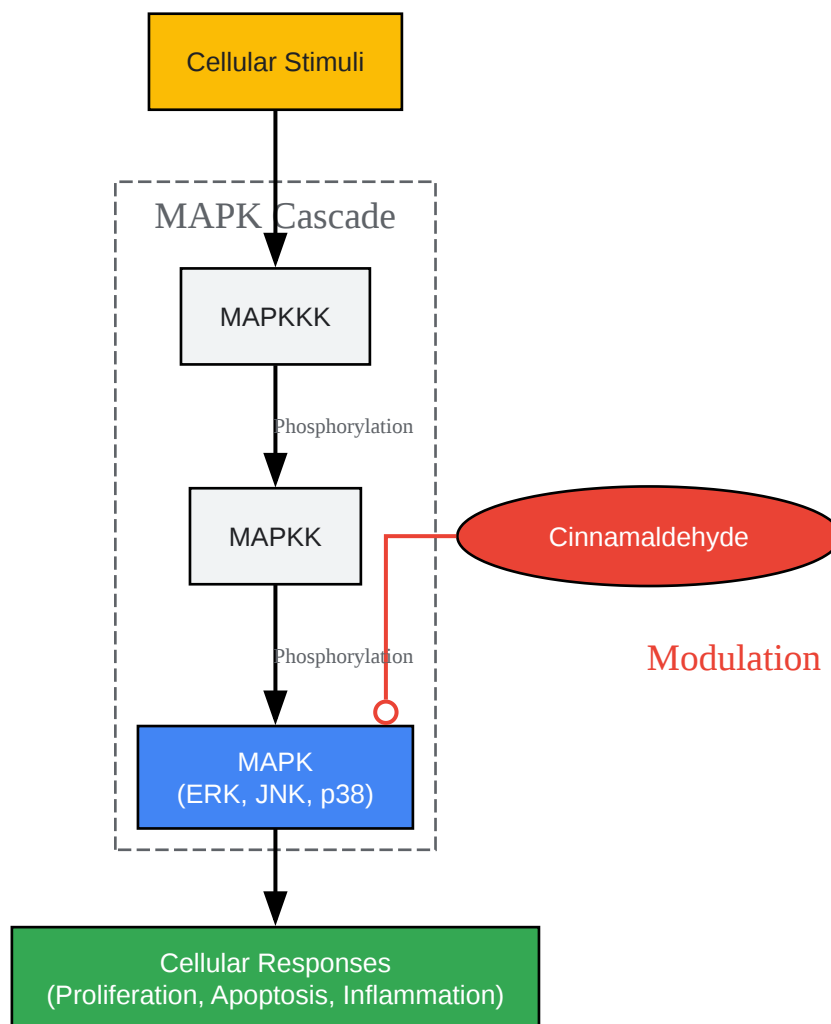 Cellular Stimuli
MAPK Cascade
MAPKKK
Phosphorylation
MAPKK
Cinnamaldehyde
Phosphorylation
Modulation
MAPK
(ERK, JNK, p38)
Cellular Responses
(Proliferation, Apoptosis, Inflammation)